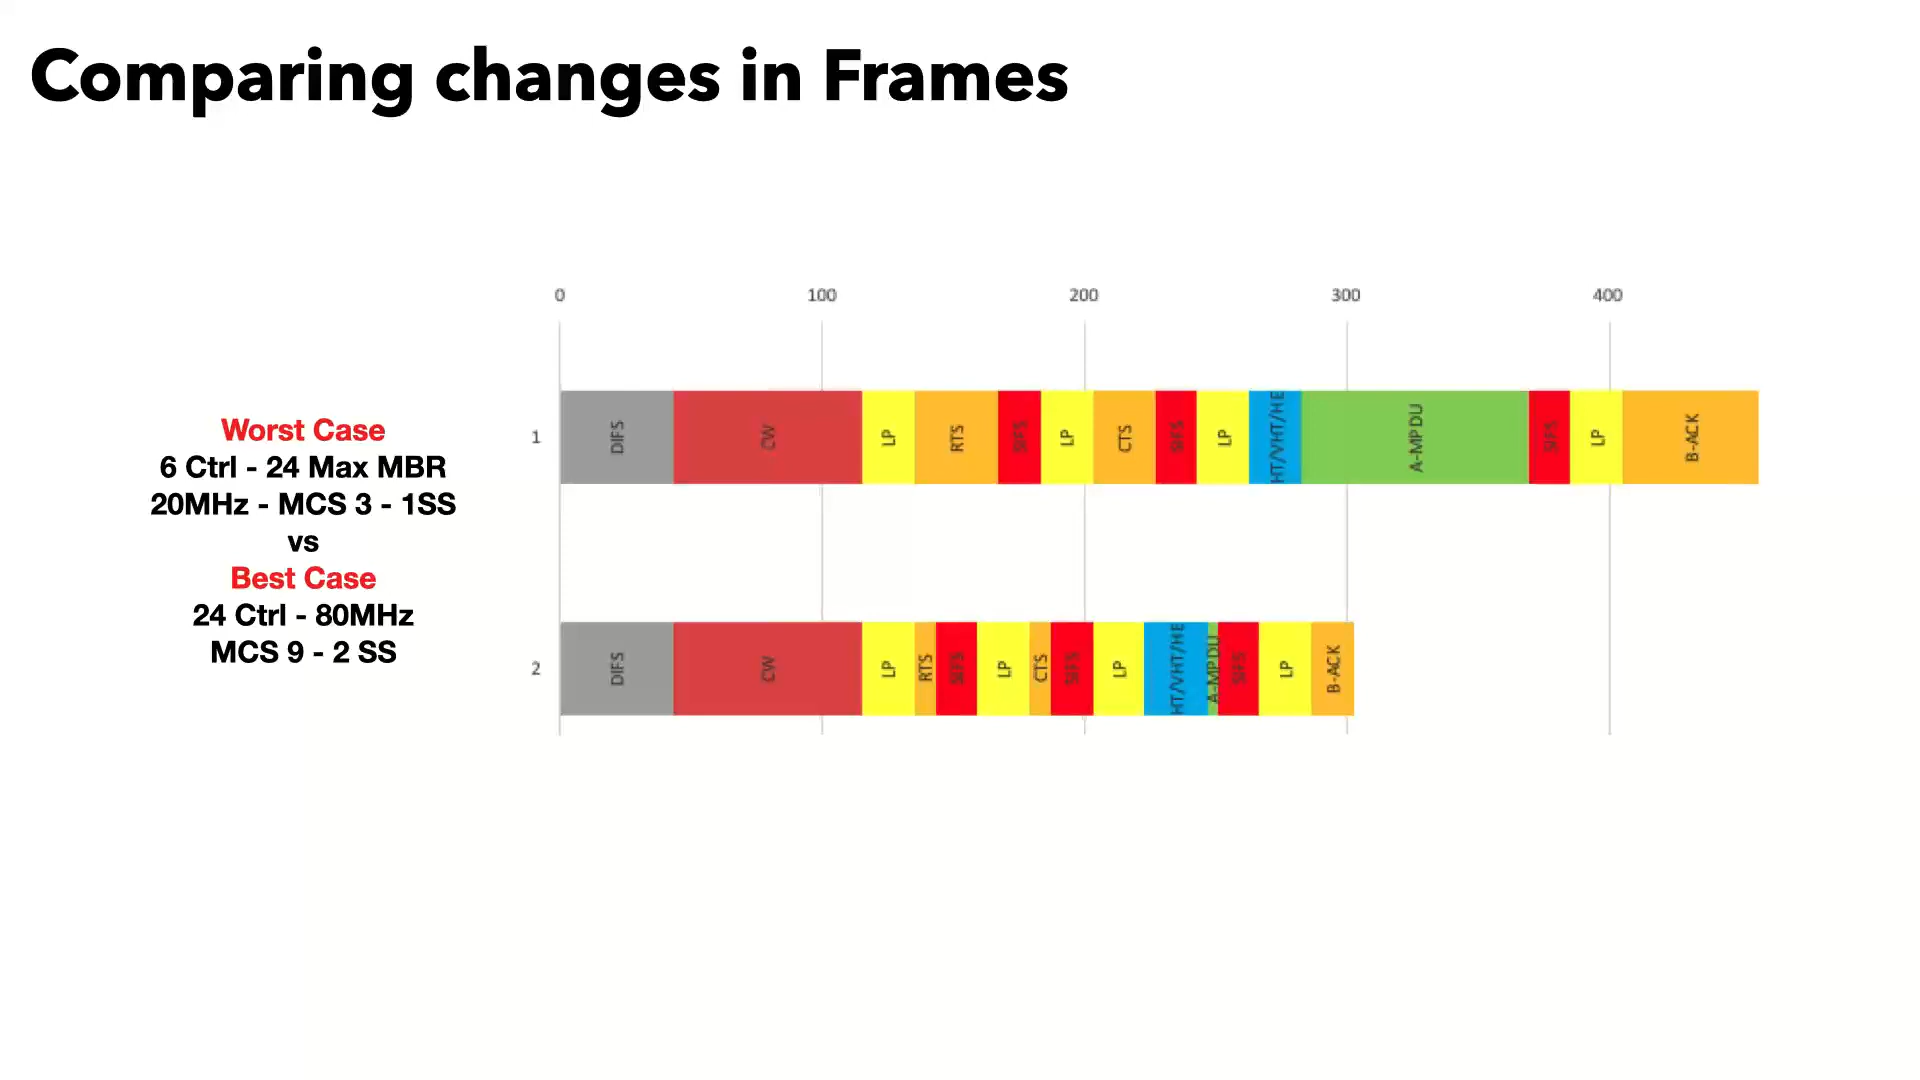 Comparing changes in Frames
0 100 200 300 400
Worst Case
6 Ctrl - 24 Max MBR
20MHz - MCS 3 - 1SS
vs
Best Case
24 Ctrl - 80MHz
MCS 9 - 2 SS
1 DIFS CW LP RTS SIFS LP CTS SIFS LP HT/VHT/HE A-MPDU SIFS LP B-ACK
2 DIFS CW LP RTS SIFS LP CTS SIFS LP HT/VHT/HE A-MPDU SIFS LP B-ACK